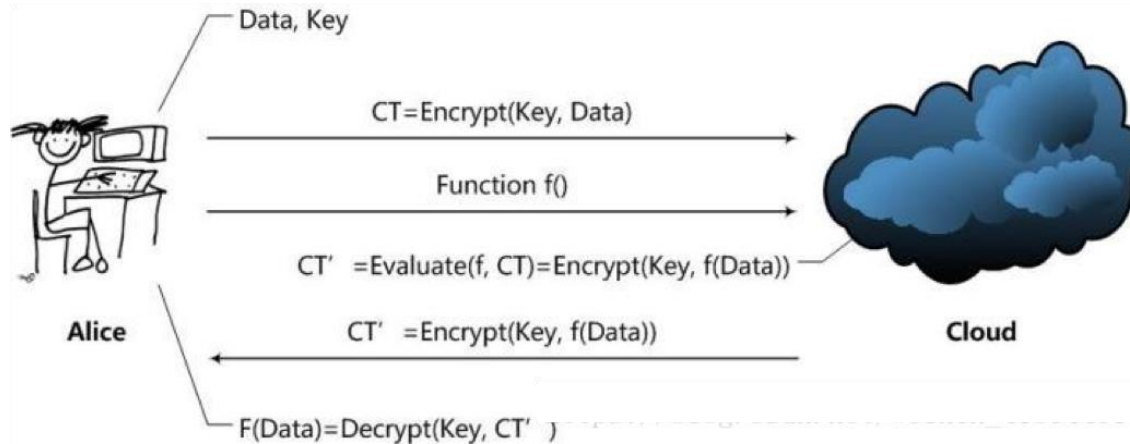 Data, Key
CT=Encrypt(Key, Data)
Function f()
CT' =Evaluate(f, CT)=Encrypt(Key, f(Data))
Alice
CT' =Encrypt(Key, f(Data))
Cloud
F(Data)=Decrypt(Key, CT' )